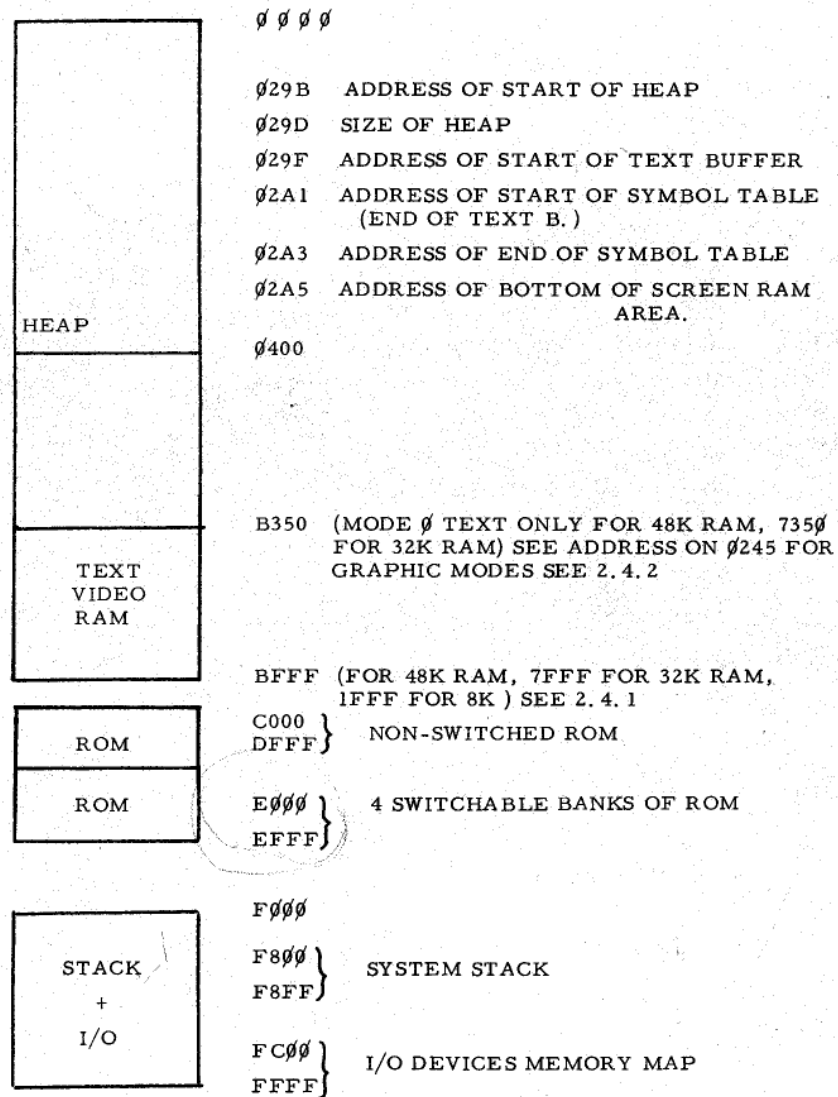 ØØØØ
Ø29B ADDRESS OF START OF HEAP
Ø29D SIZE OF HEAP
Ø29F ADDRESS OF START OF TEXT BUFFER
Ø2A1 ADDRESS OF START OF SYMBOL TABLE
(END OF TEXT B.)
Ø2A3 ADDRESS OF END OF SYMBOL TABLE
Ø2A5 ADDRESS OF BOTTOM OF SCREEN RAM
AREA.
HEAP
Ø400
B350 (MODE Ø TEXT ONLY FOR 48K RAM, 735Ø
FOR 32K RAM) SEE ADDRESS ON Ø245 FOR
GRAPHIC MODES SEE 2.4.2
TEXT
VIDEO
RAM
BFFF (FOR 48K RAM, 7FFF FOR 32K RAM,
1FFF FOR 8K ) SEE 2.4.1
ROM
C000
DFFF
NON-SWITCHED ROM
ROM
EØØØ
EFFF
4 SWITCHABLE BANKS OF ROM
FØØØ
STACK
+
I/O
F8ØØ
F8FF
SYSTEM STACK
FCØØ
FFFF
I/O DEVICES MEMORY MAP